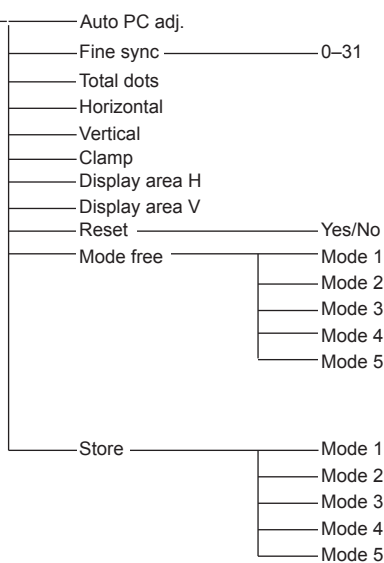 Auto PC adj.
Fine sync 0–31
Total dots
Horizontal
Vertical
Clamp
Display area H
Display area V
Reset Yes/No
Mode free Mode 1
Mode 2
Mode 3
Mode 4
Mode 5
Store Mode 1
Mode 2
Mode 3
Mode 4
Mode 5